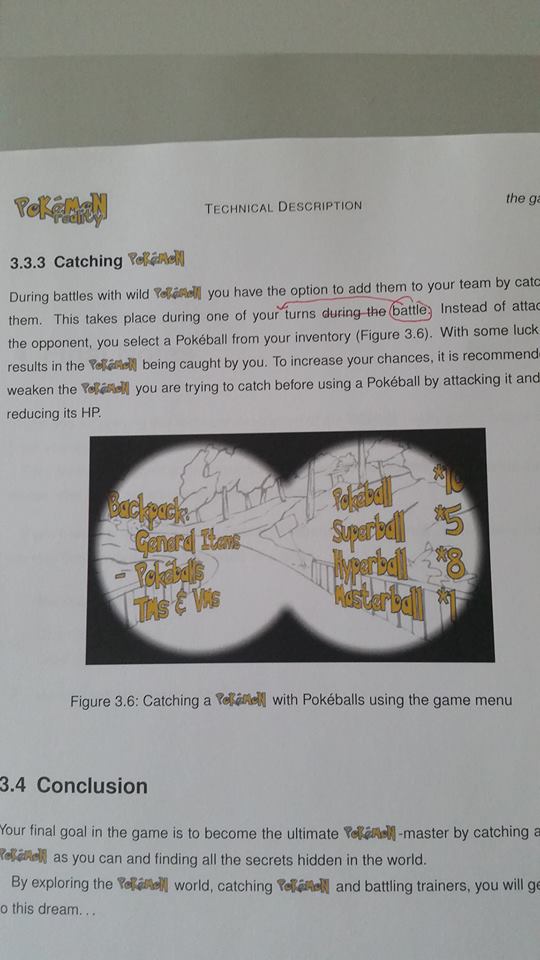 PoKéMoN
reality
TECHNICAL DESCRIPTION
the ga
3.3.3 Catching PoKéMoN
During battles with wild PoKéMoN you have the option to add them to your team by catc
them. This takes place during one of your turns during the battle. Instead of attac
the opponent, you select a Pokéball from your inventory (Figure 3.6). With some luck
results in the PoKéMoN being caught by you. To increase your chances, it is recommend
weaken the PoKéMoN you are trying to catch before using a Pokéball by attacking it and
reducing its HP.
Backpack:
General Items
- Pokéballs
TMs & VMs
Pokéball *10
Superball *5
Hyperball *8
Masterball *1
Figure 3.6: Catching a PoKéMoN with Pokéballs using the game menu
3.4 Conclusion
Your final goal in the game is to become the ultimate PoKéMoN-master by catching a
PoKéMoN as you can and finding all the secrets hidden in the world.
By exploring the PoKéMoN world, catching PoKéMoN and battling trainers, you will ge
o this dream...